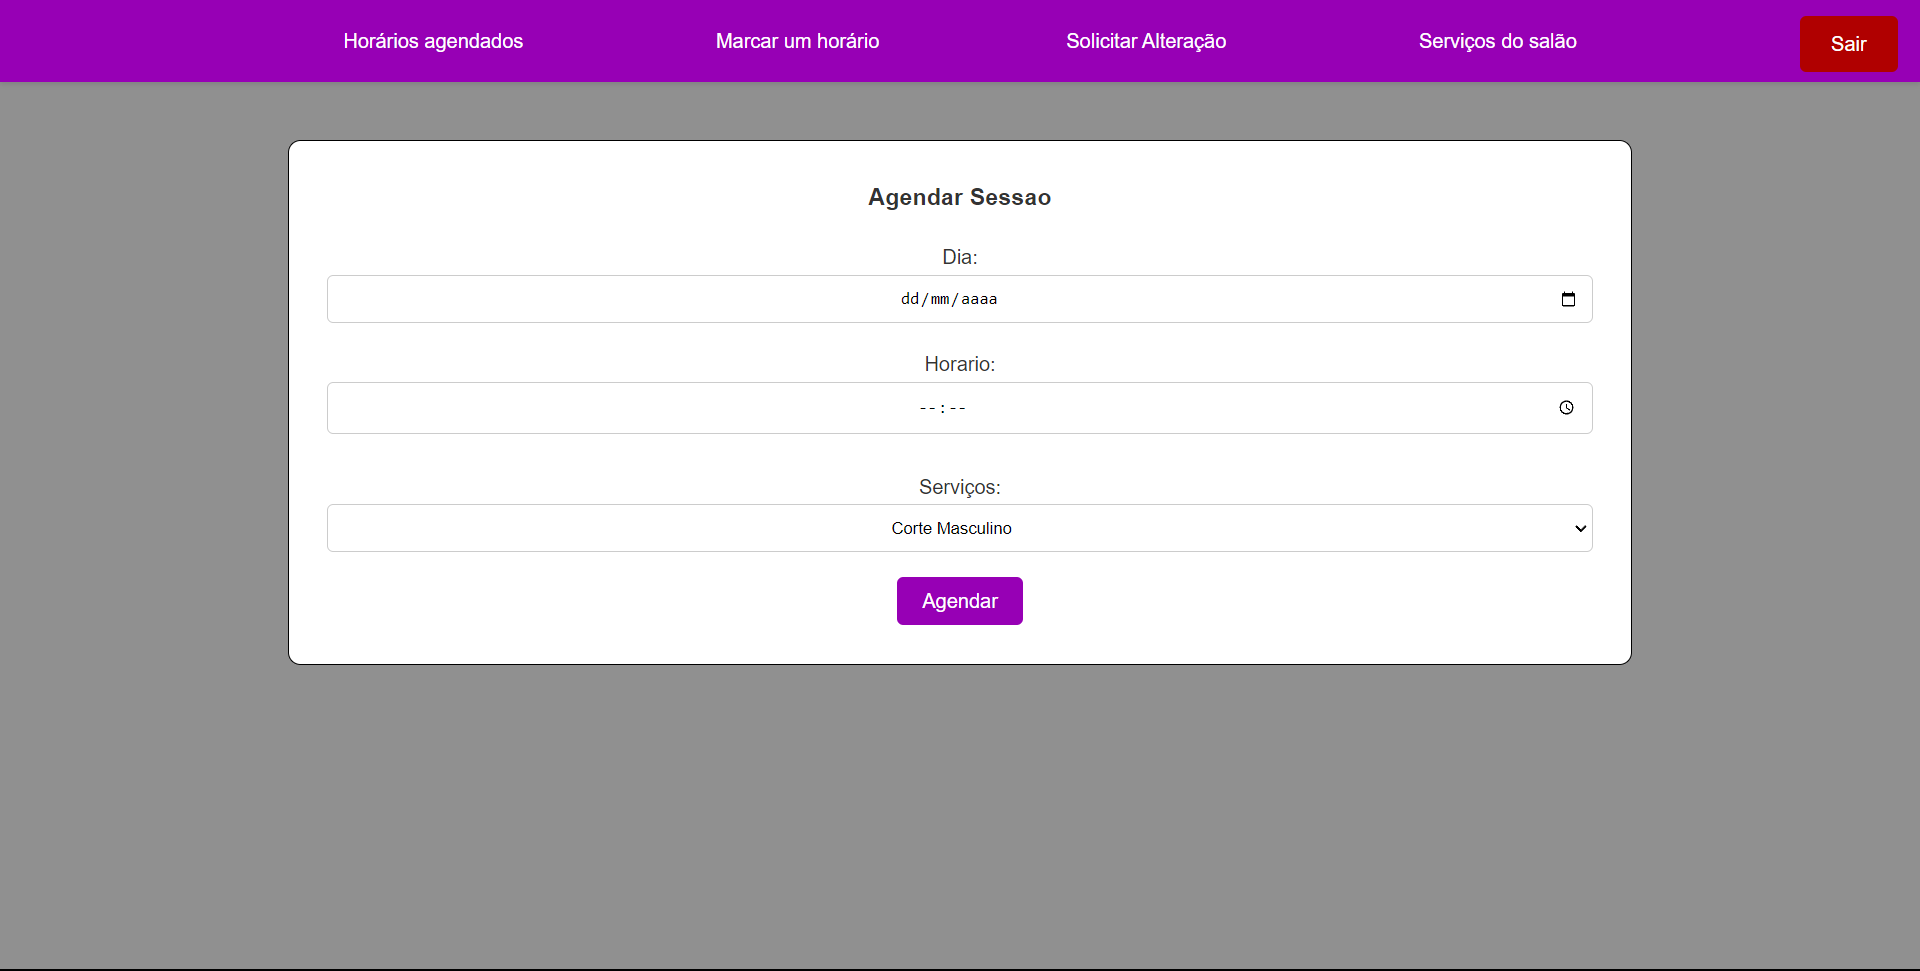 Horários agendados
Marcar um horário
Solicitar Alteração
Serviços do salão
Sair
Agendar Sessao
Dia:
dd/mm/aaaa
Horario:
--:--
Serviços:
Corte Masculino
Agendar